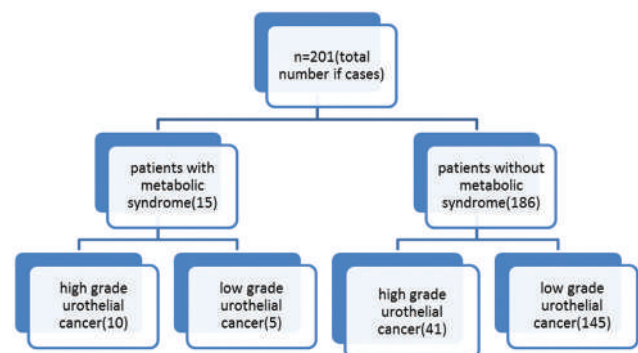 n=201(total
number if cases)
patients with
metabolic
syndrome(15)
patients without
metabolic
syndrome(186)
high grade
urothelial
cancer(10)
low grade
urothelial
cancer(5)
high grade
urothelial
cancer(41)
low grade
urothelial
cancer(145)